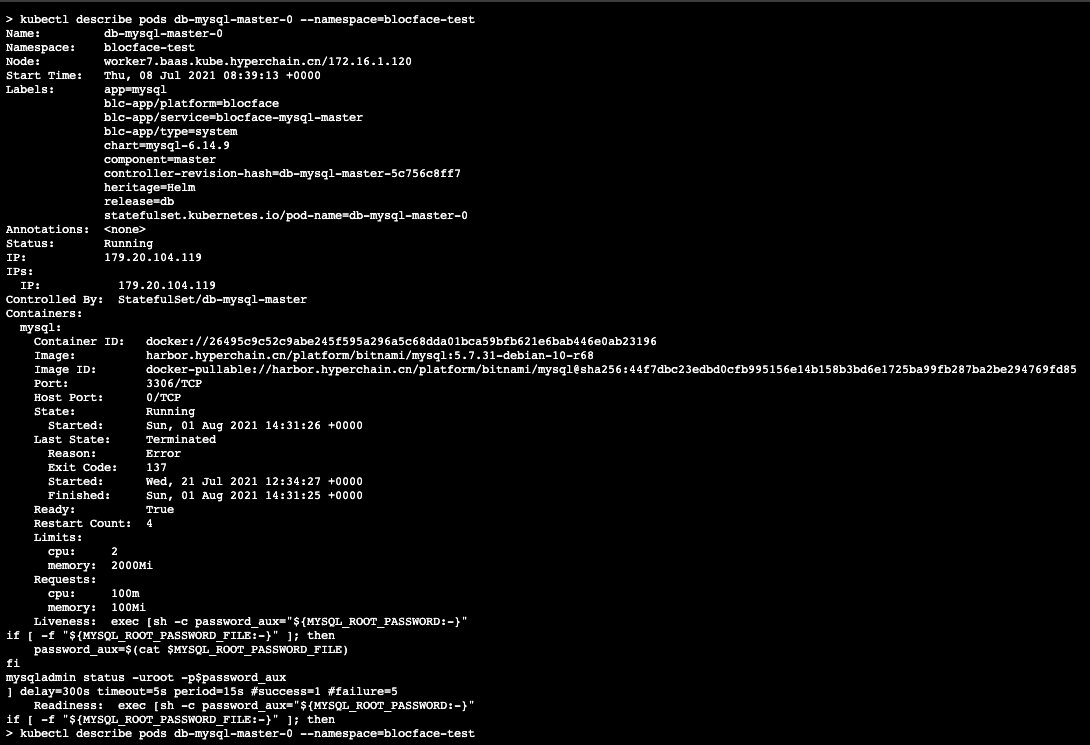 > kubectl describe pods db-mysql-master-0 --namespace=blocface-test
Name:         db-mysql-master-0
Namespace:    blocface-test
Node:         worker7.baas.kube.hyperchain.cn/172.16.1.120
Start Time:   Thu, 08 Jul 2021 08:39:13 +0000
Labels:       app=mysql
              blc-app/platform=blocface
              blc-app/service=blocface-mysql-master
              blc-app/type=system
              chart=mysql-6.14.9
              component=master
              controller-revision-hash=db-mysql-master-5c756c8ff7
              heritage=Helm
              release=db
              statefulset.kubernetes.io/pod-name=db-mysql-master-0
Annotations:  <none>
Status:       Running
IP:           179.20.104.119
IPs:
  IP:           179.20.104.119
Controlled By:  StatefulSet/db-mysql-master
Containers:
  mysql:
    Container ID:   docker://26495c9c52c9abe245f595a296a5c68dda01bca59bfb621e6bab446e0ab23196
    Image:          harbor.hyperchain.cn/platform/bitnami/mysql:5.7.31-debian-10-r68
    Image ID:       docker-pullable://harbor.hyperchain.cn/platform/bitnami/mysql@sha256:44f7dbc23edbd0cfb995156e14b158b3bd6e1725ba99fb287ba2be294769fd85
    Port:           3306/TCP
    Host Port:      0/TCP
    State:          Running
      Started:      Sun, 01 Aug 2021 14:31:26 +0000
    Last State:     Terminated
      Reason:       Error
      Exit Code:    137
      Started:      Wed, 21 Jul 2021 12:34:27 +0000
      Finished:     Sun, 01 Aug 2021 14:31:25 +0000
    Ready:          True
    Restart Count:  4
    Limits:
      cpu:     2
      memory:  2000Mi
    Requests:
      cpu:     100m
      memory:  100Mi
    Liveness:  exec [sh -c password_aux="${MYSQL_ROOT_PASSWORD:-}"
if [ -f "${MYSQL_ROOT_PASSWORD_FILE:-}" ]; then
    password_aux=$(cat $MYSQL_ROOT_PASSWORD_FILE)
fi
mysqladmin status -uroot -p$password_aux
] delay=300s timeout=5s period=15s #success=1 #failure=5
    Readiness:  exec [sh -c password_aux="${MYSQL_ROOT_PASSWORD:-}"
if [ -f "${MYSQL_ROOT_PASSWORD_FILE:-}" ]; then
> kubectl describe pods db-mysql-master-0 --namespace=blocface-test